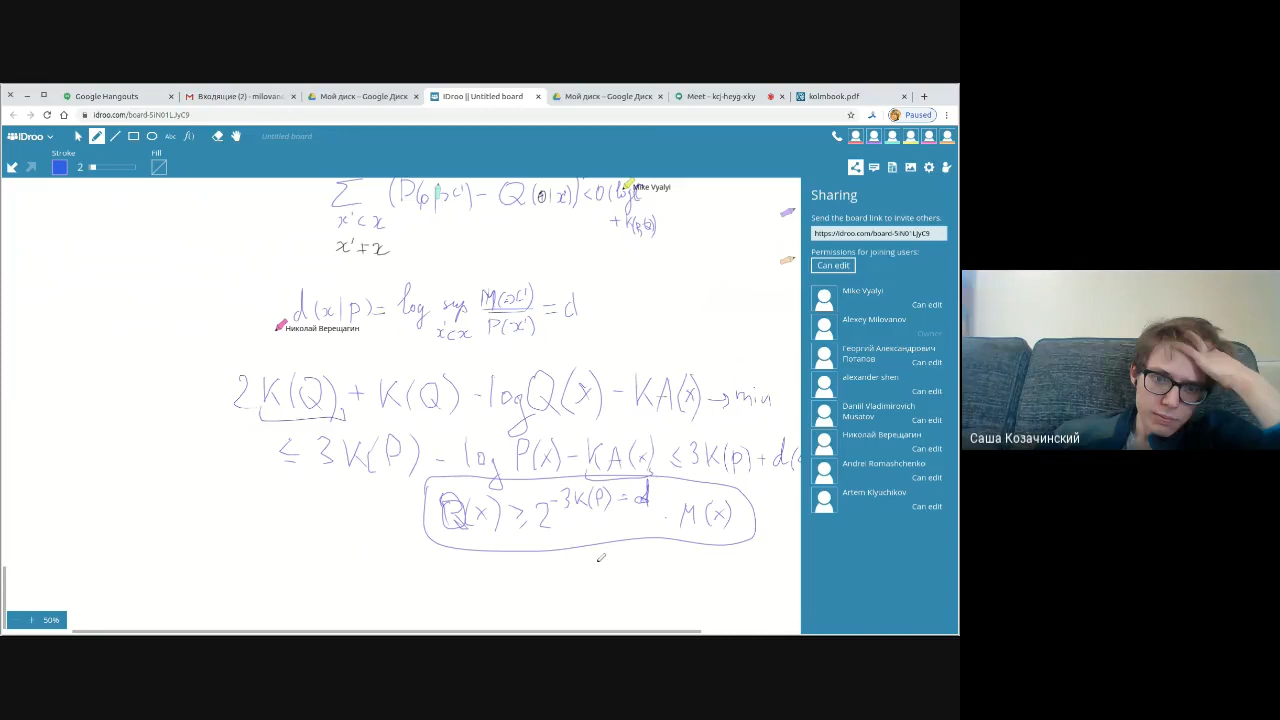 Google Hangouts
Входящие (2) - milovano
Мой диск – Google Диск
IDroo || Untitled board
Мой диск – Google Диск
Meet – kcj-heyg-xky
kolmbook.pdf
idroo.com/board-5iN01LJyC9
Paused
IDroo
Abc
f()
Untitled board
Stroke
Fill
2
Sharing
Send the board link to invite others.
https://idroo.com/board-5iN01LJyC9
Permissions for joining users:
Can edit
Mike Vyalyi
Can edit
Alexey Milovanov
Owner
Георгий Александрович Потапов
Can edit
alexander shen
Can edit
Daniil Vladimirovich Musatov
Can edit
Николай Верещагин
Can edit
Andrei Romashchenko
Can edit
Artem Klyuchikov
Can edit
Mike Vyalyi
x' < x
+ K(P,Q)
x' ≠ x
d(x|P) = log sup M(x') / P(x') = d
x'⊂x
Николай Верещагин
2K(Q) + K(Q) - log Q(x) - KA(x) → min
≤ 3K(P) - log P(x) - KA(x) ≤ 3K(P) + d(
Q(x) ≥ 2^{-3K(P) - d} · M(x)
50%
Саша Козачинский